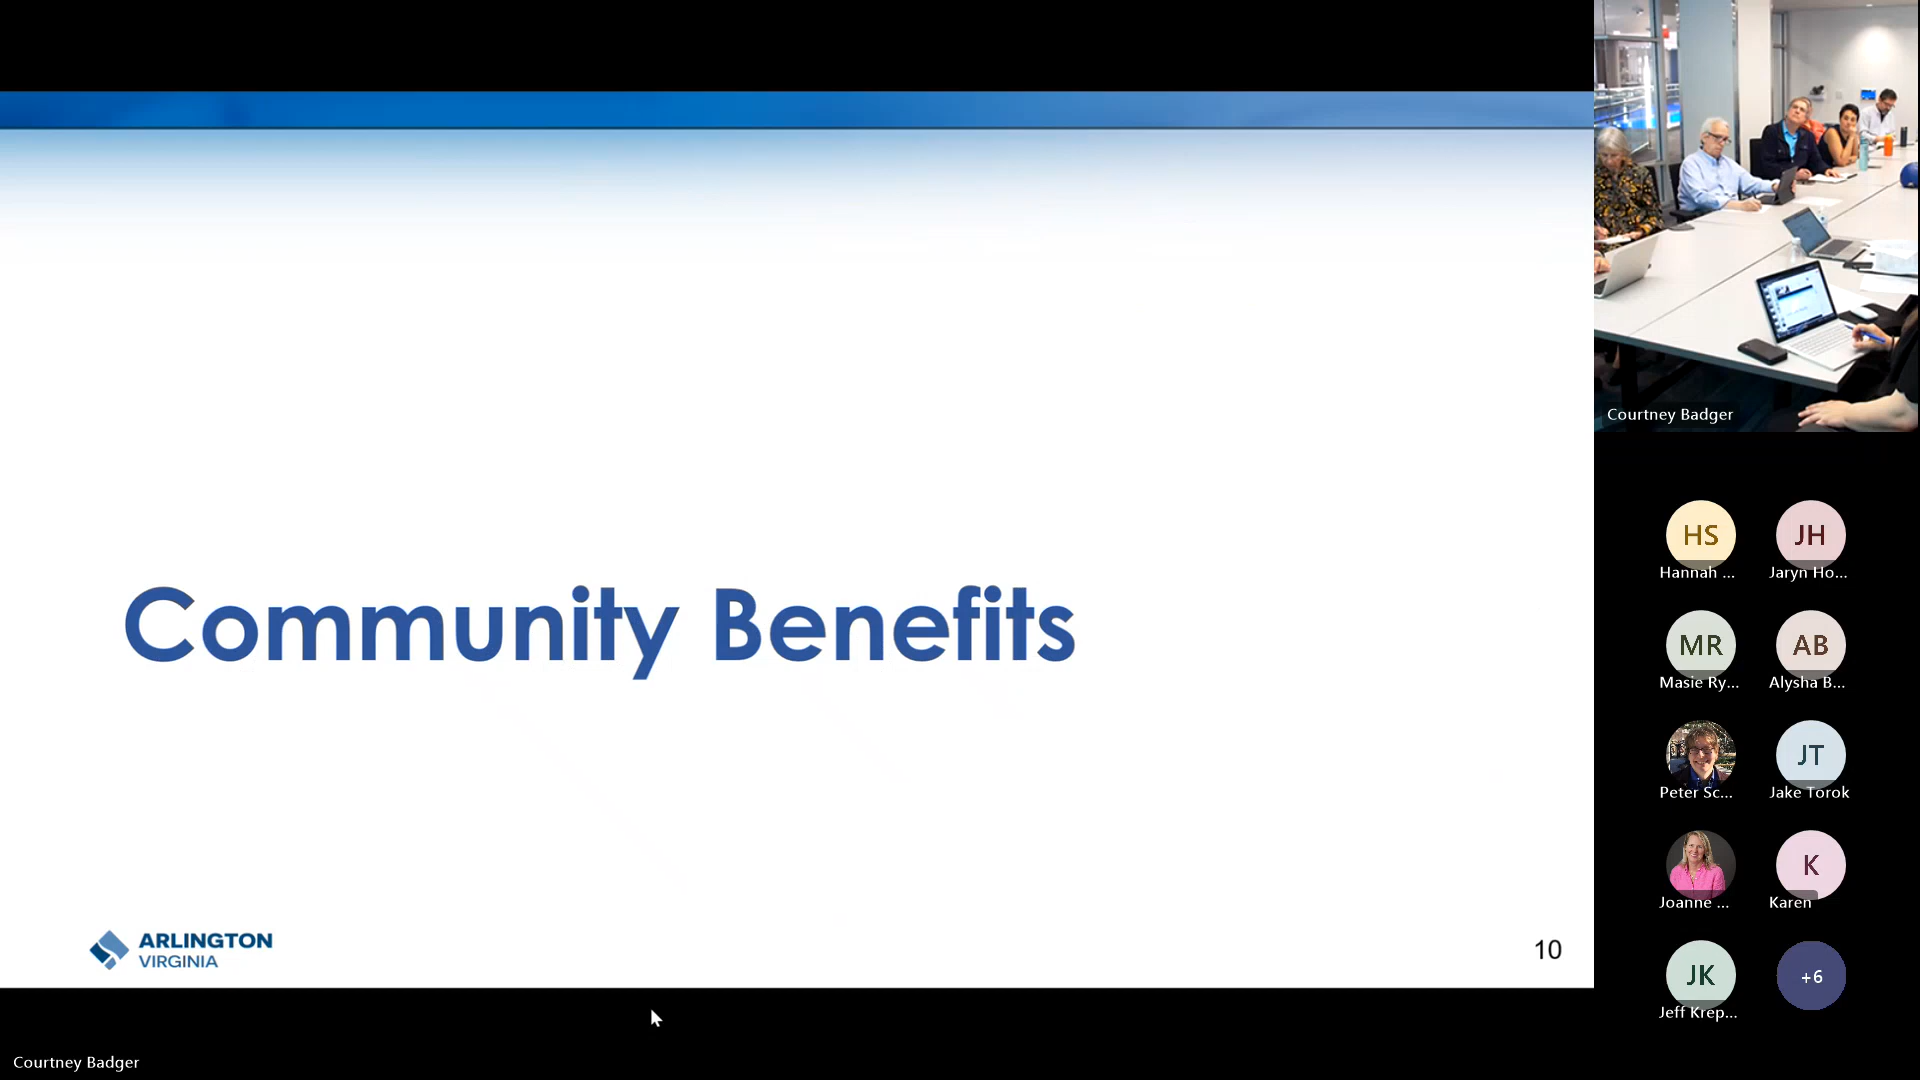 Community Benefits
ARLINGTON
VIRGINIA
10
Courtney Badger
Courtney Badger
HS
Hannah ...
JH
Jaryn Ho...
MR
Masie Ry...
AB
Alysha B...
Peter Sc...
JT
Jake Torok
Joanne ...
K
Karen
JK
Jeff Krep...
+6